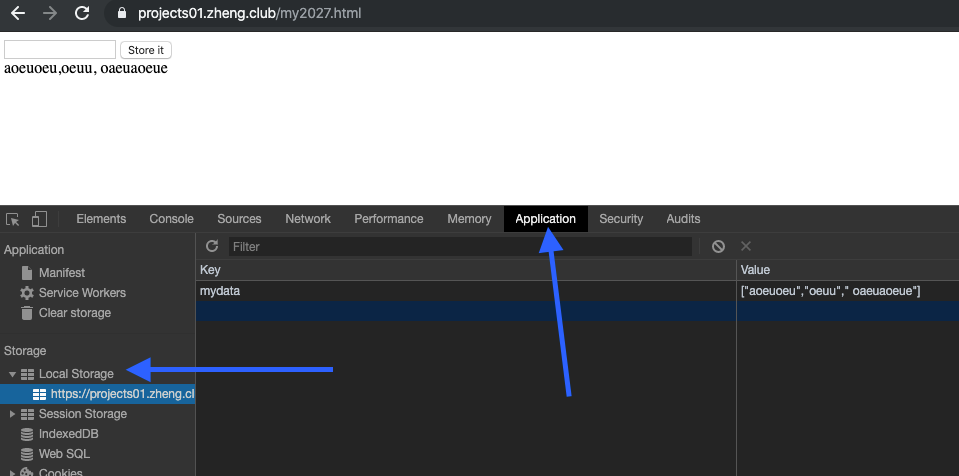 projects01.zheng.club/my2027.html
Store it
aoeuoeu,oeuu, oaeuaoeue
Elements Console Sources Network Performance Memory Application Security Audits
Application
Manifest
Service Workers
Clear storage
Storage
Local Storage
https://projects01.zheng.cl
Session Storage
IndexedDB
Web SQL
Cookies
Filter
Key Value
mydata ["aoeuoeu","oeuu"," oaeuaoeue"]